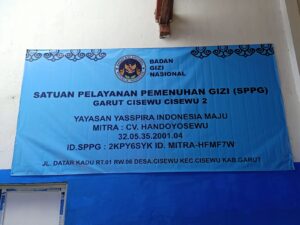 BADAN
GIZI
NASIONAL
SATUAN PELAYANAN PEMENUHAN GIZI (SPPG)
GARUT CISEWU CISEWU 2
YAYASAN YASSPIRA INDONESIA MAJU
MITRA : CV. HANDOYOSEWU
32.05.35.2001.04
ID.SPPG : 2KPY6SYK ID. MITRA-HFMF7W
JL. DATAR KADU RT.01 RW.06 DESA.CISEWU KEC.CISEWU KAB.GARUT